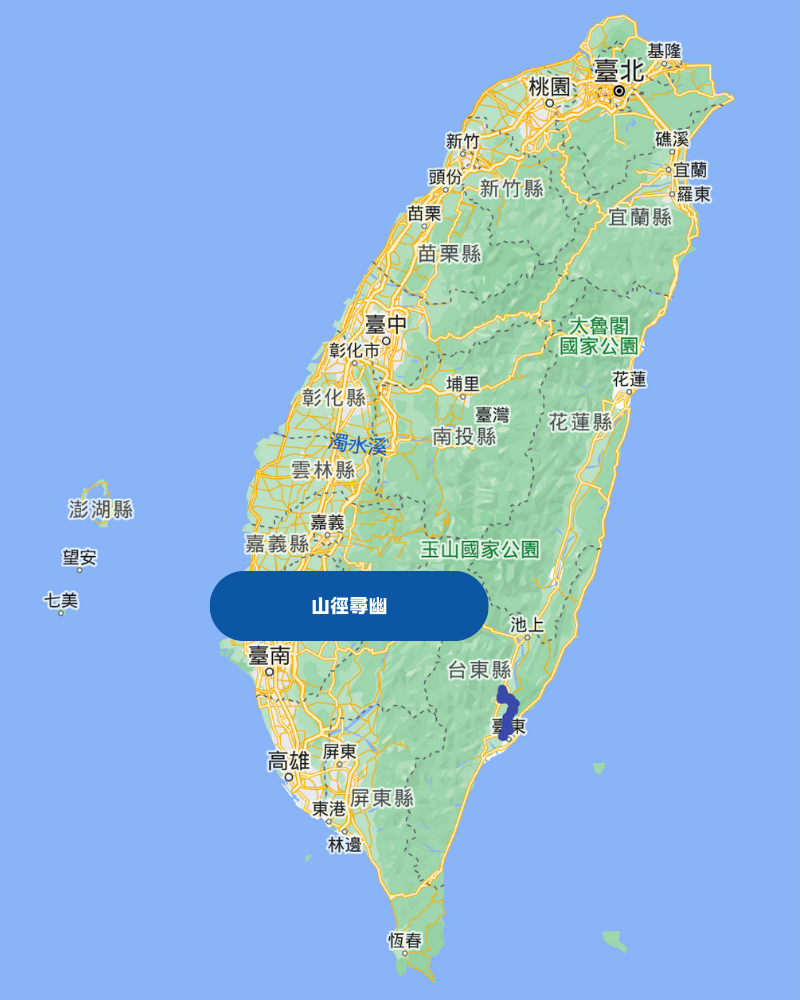 基隆
臺北
桃園
新竹
礁溪
宜蘭
頭份
新竹縣
羅東
苗栗
宜蘭縣
苗栗縣
臺中
太魯閣
國家公園
彰化市
花蓮
埔里
彰化縣
臺灣
花蓮縣
南投縣
濁水溪
雲林縣
澎湖縣
嘉義
嘉義縣
玉山國家公園
望安
七美
山徑尋幽
池上
臺南
台東縣
臺東
屏東
高雄
屏東縣
東港
林邊
恆春